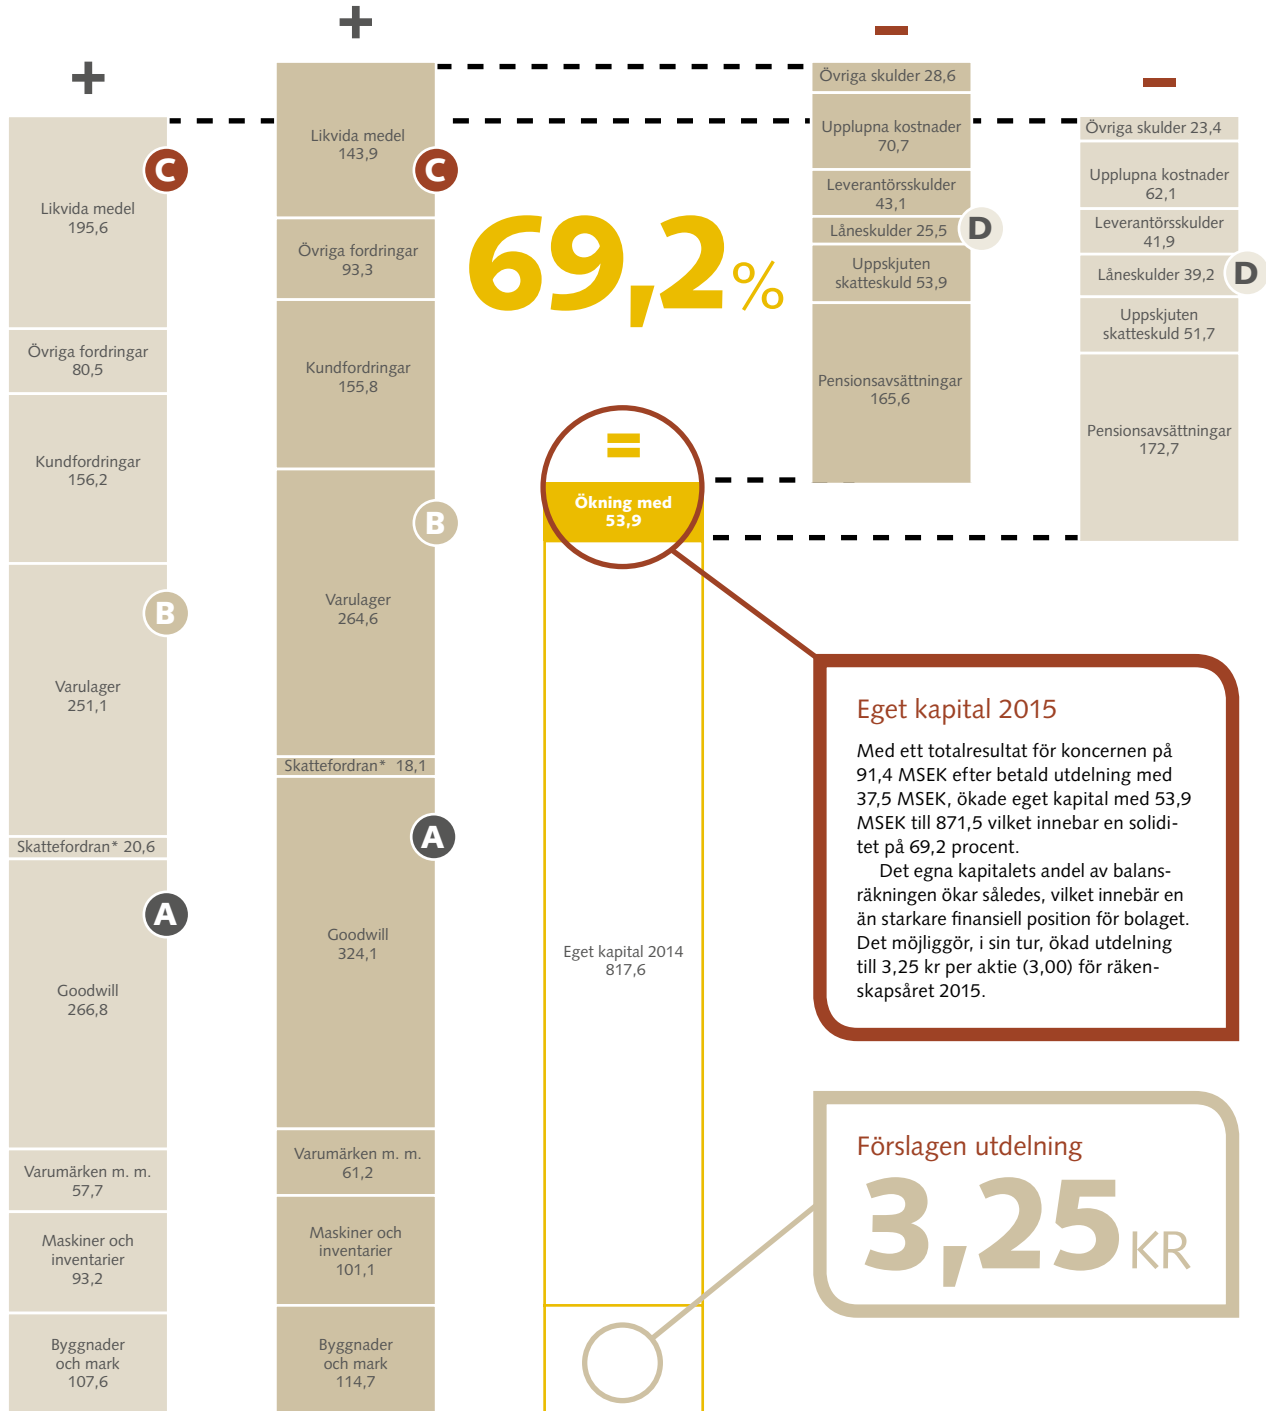 +
Likvida medel
195,6
C
Övriga fordringar
80,5
Kundfordringar
156,2
B
Varulager
251,1
Skattefordran* 20,6
A
Goodwill
266,8
Varumärken m. m.
57,7
Maskiner och
inventarier
93,2
Byggnader
och mark
107,6
+
Likvida medel
143,9
C
Övriga fordringar
93,3
Kundfordringar
155,8
B
Varulager
264,6
Skattefordran* 18,1
A
Goodwill
324,1
Varumärken m. m.
61,2
Maskiner och
inventarier
101,1
Byggnader
och mark
114,7
69,2%
=
Ökning med
53,9
Eget kapital 2014
817,6
–
Övriga skulder 28,6
Upplupna kostnader
70,7
Leverantörsskulder
43,1
Låneskulder 25,5
D
Uppskjuten
skatteskuld 53,9
Pensionsavsättningar
165,6
–
Övriga skulder 23,4
Upplupna kostnader
62,1
Leverantörsskulder
41,9
Låneskulder 39,2
D
Uppskjuten
skatteskuld 51,7
Pensionsavsättningar
172,7
Eget kapital 2015
Med ett totalresultat för koncernen på
91,4 MSEK efter betald utdelning med
37,5 MSEK, ökade eget kapital med 53,9
MSEK till 871,5 vilket innebar en solidi-
tet på 69,2 procent.
Det egna kapitalets andel av balans-
räkningen ökar således, vilket innebär en
än starkare finansiell position för bolaget.
Det möjliggör, i sin tur, ökad utdelning
till 3,25 kr per aktie (3,00) för räken-
skapsåret 2015.
Förslagen utdelning
3,25 KR